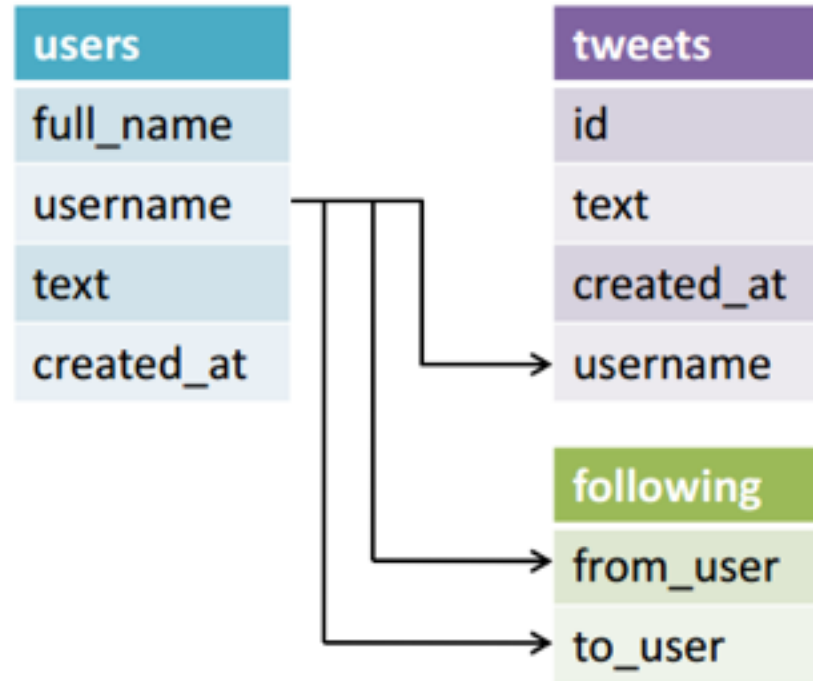 users
full_name
username
text
created_at
tweets
id
text
created_at
username
following
from_user
to_user